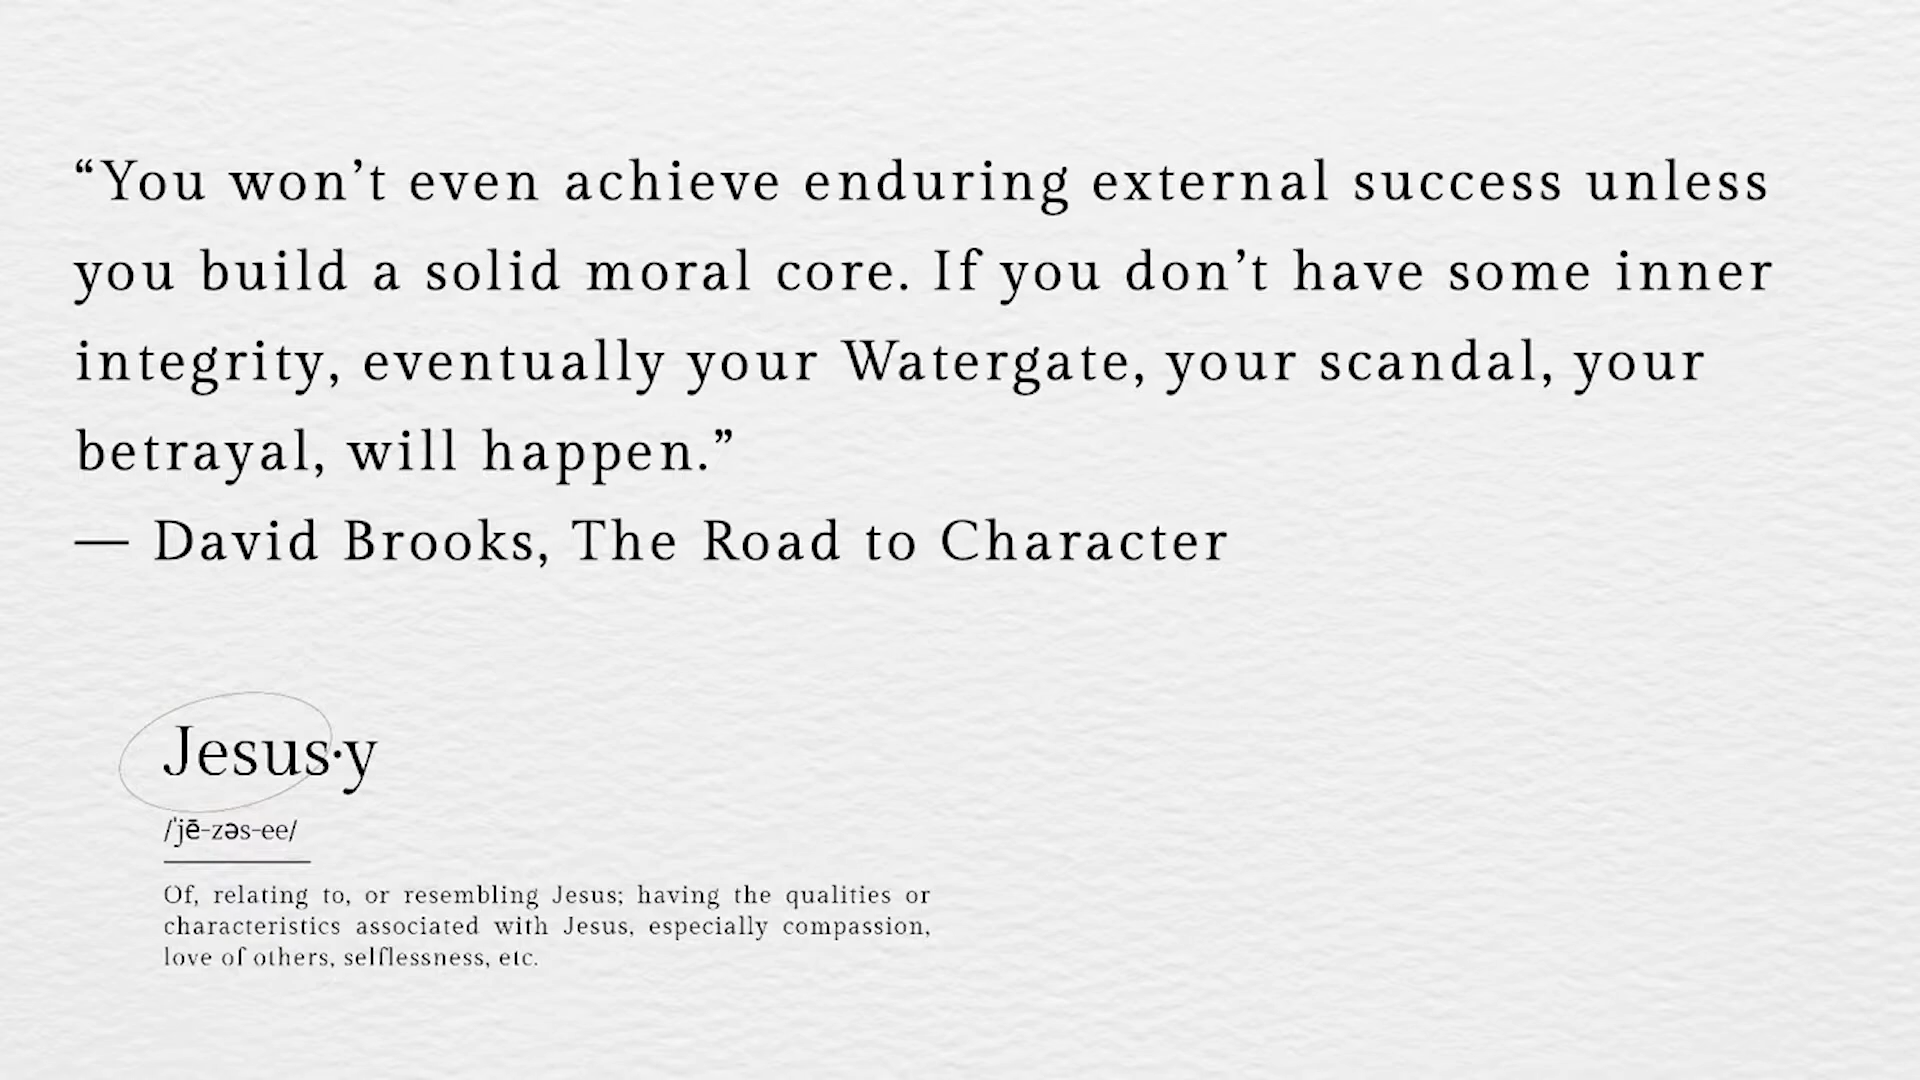 “You won’t even achieve enduring external success unless
you build a solid moral core. If you don’t have some inner
integrity, eventually your Watergate, your scandal, your
betrayal, will happen.”
— David Brooks, The Road to Character
Jesus·y
/ˈjē-zəs-ee/
Of, relating to, or resembling Jesus; having the qualities or
characteristics associated with Jesus, especially compassion,
love of others, selflessness, etc.